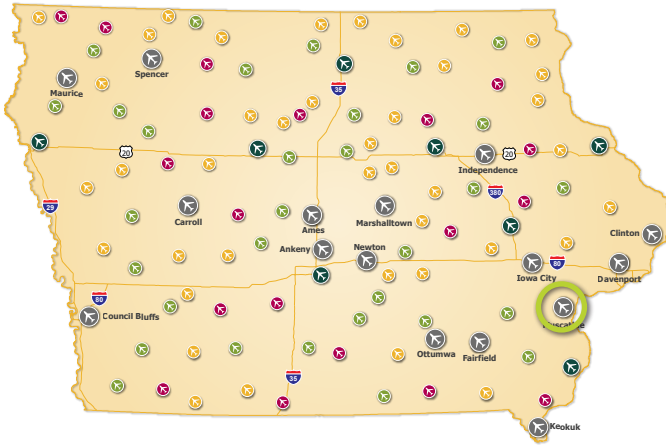 Spencer
Maurice
35
20
20
Independence
380
29
Carroll
Ames
Marshalltown
Clinton
Ankeny
Newton
80
Iowa City
Davenport
80
Council Bluffs
Muscatine
Ottumwa
Fairfield
35
Keokuk